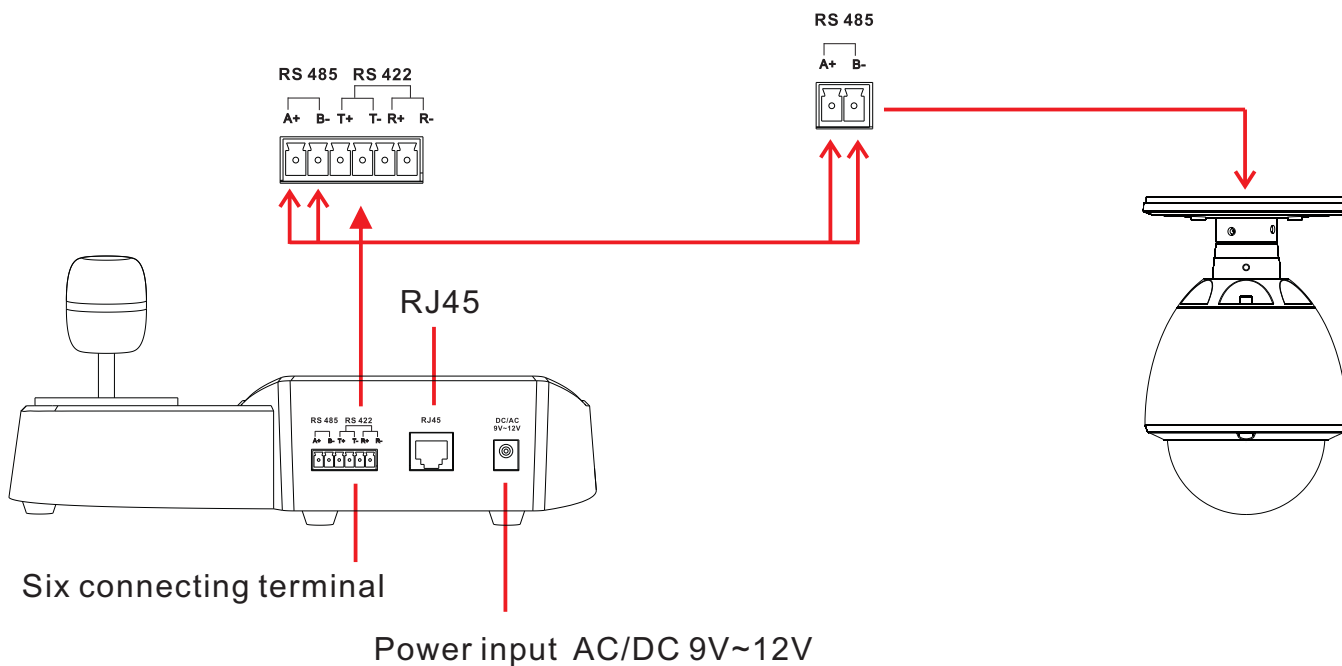 RS 485
A+ B-
RS 485 RS 422
A+ B- T+ T- R+ R-
RJ45
RS 485 RS 422
A+ B- T+ T- R+ R-
RJ45
DC/AC
9V~12V
Six connecting terminal
Power input AC/DC 9V~12V